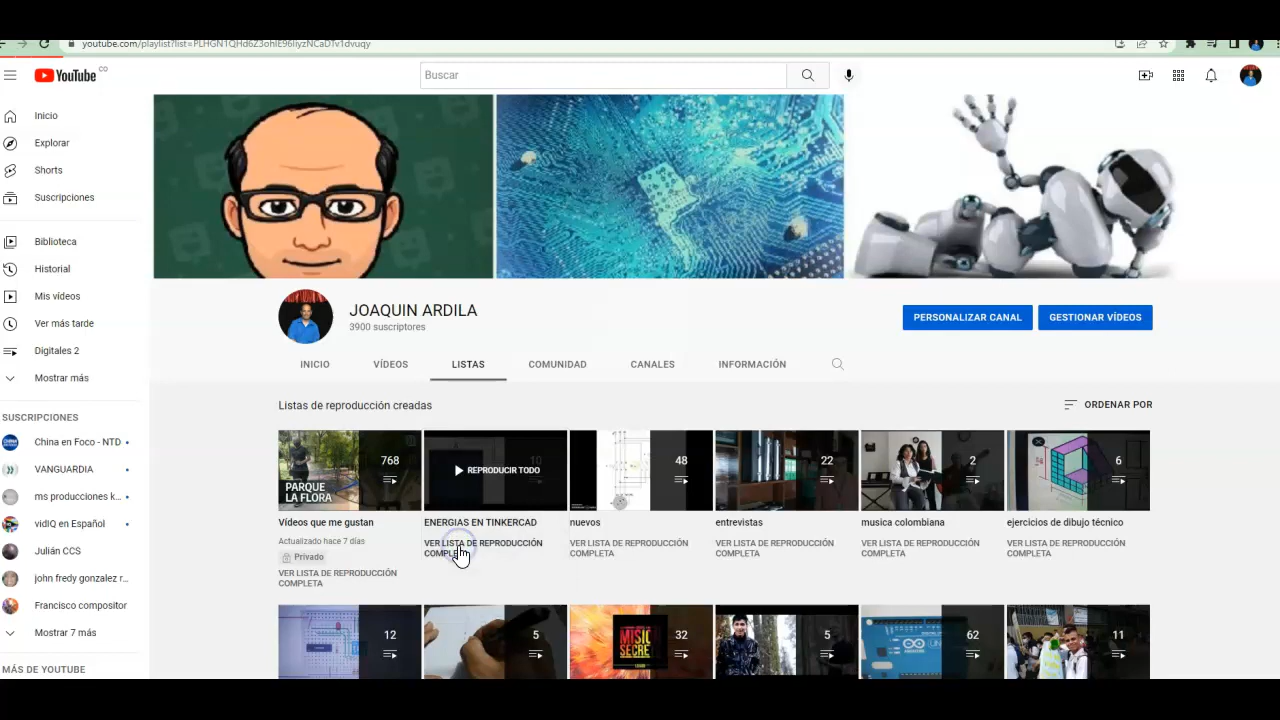 youtube.com/playlist?list=PLHGN1QHd6Z3ohIE96IiyzNCaDTv1dvuqy
YouTube CO
Buscar
Inicio
Explorar
Shorts
Suscripciones
Biblioteca
Historial
Mis vídeos
Ver más tarde
Digitales 2
Mostrar más
SUSCRIPCIONES
China en Foco - NTD
VANGUARDIA
ms producciones k...
vidIQ en Español
Julián CCS
john fredy gonzalez r...
Francisco compositor
Mostrar 7 más
MÁS DE YOUTUBE
JOAQUIN ARDILA
3900 suscriptores
PERSONALIZAR CANAL
GESTIONAR VÍDEOS
INICIO
VÍDEOS
LISTAS
COMUNIDAD
CANALES
INFORMACIÓN
Listas de reproducción creadas
ORDENAR POR
PARQUE
LA FLORA
768
Vídeos que me gustan
Actualizado hace 7 días
Privado
VER LISTA DE REPRODUCCIÓN
COMPLETA
REPRODUCIR TODO
10
ENERGIAS EN TINKERCAD
VER LISTA DE REPRODUCCIÓN
48
nuevos
VER LISTA DE REPRODUCCIÓN
COMPLETA
22
entrevistas
VER LISTA DE REPRODUCCIÓN
COMPLETA
2
musica colombiana
VER LISTA DE REPRODUCCIÓN
COMPLETA
6
ejercicios de dibujo técnico
VER LISTA DE REPRODUCCIÓN
COMPLETA
12
5
32
5
62
11